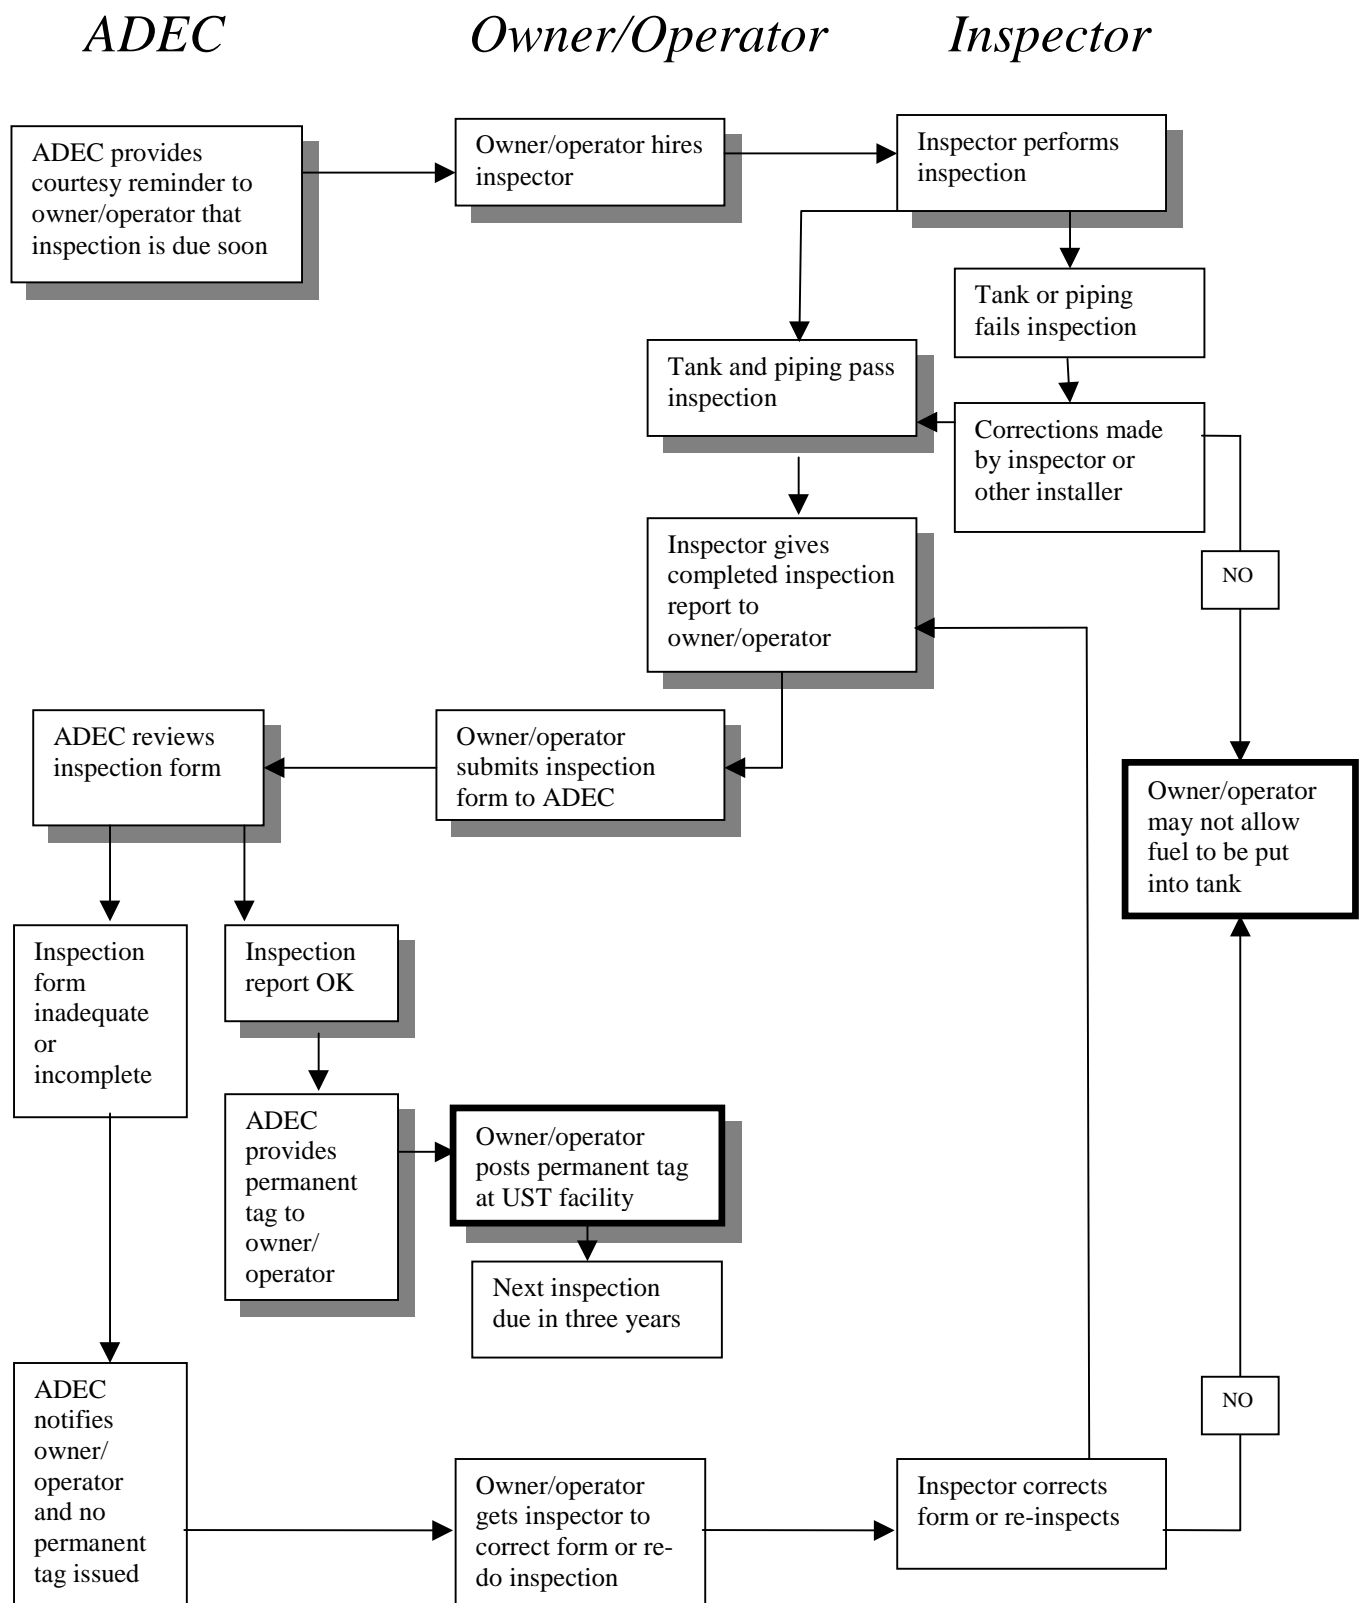 ADEC
Owner/Operator
Inspector
ADEC provides
courtesy reminder to
owner/operator that
inspection is due soon
Owner/operator hires
inspector
Inspector performs
inspection
Tank or piping
fails inspection
Tank and piping pass
inspection
Corrections made
by inspector or
other installer
Inspector gives
completed inspection
report to
owner/operator
NO
ADEC reviews
inspection form
Owner/operator
submits inspection
form to ADEC
Owner/operator
may not allow
fuel to be put
into tank
Inspection
form
inadequate
or
incomplete
Inspection
report OK
ADEC
provides
permanent
tag to
owner/
operator
Owner/operator
posts permanent tag
at UST facility
Next inspection
due in three years
ADEC
notifies
owner/
operator
and no
permanent
tag issued
Owner/operator
gets inspector to
correct form or re-
do inspection
Inspector corrects
form or re-inspects
NO